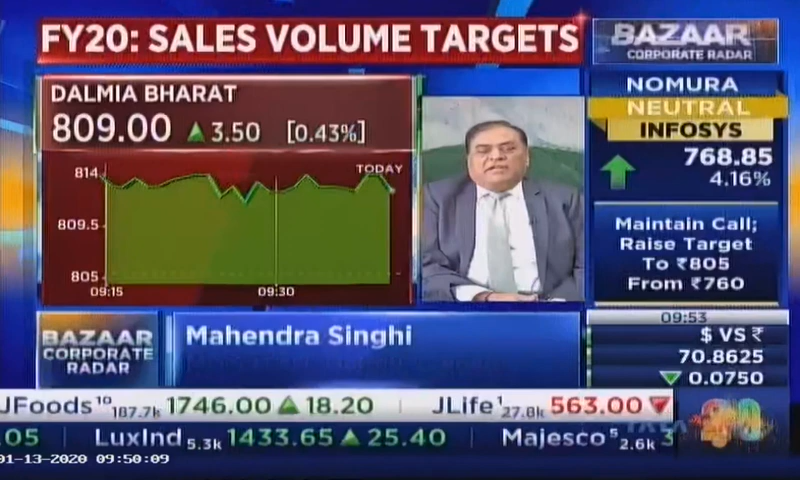 FY20: SALES VOLUME TARGETS
BAZAAR
CORPORATE RADAR
DALMIA BHARAT
809.00 ▲ 3.50 [0.43%]
TODAY
814
809.5
805
09:15 09:30
NOMURA
NEUTRAL
INFOSYS
768.85
4.16%
Maintain Call;
Raise Target
To ₹805
From ₹760
BAZAAR
CORPORATE
RADAR
Mahendra Singhi
09:53
$ VS ₹
70.8625
▼ 0.0750
JFoods 10 187.7k 1746.00 ▲ 18.20 JLife 1 27.8k 563.00 ▼
.05 LuxInd 5.3k 1433.65 ▲ 25.40 Majesco 5 2.6k 3
01-13-2020 09:50:09